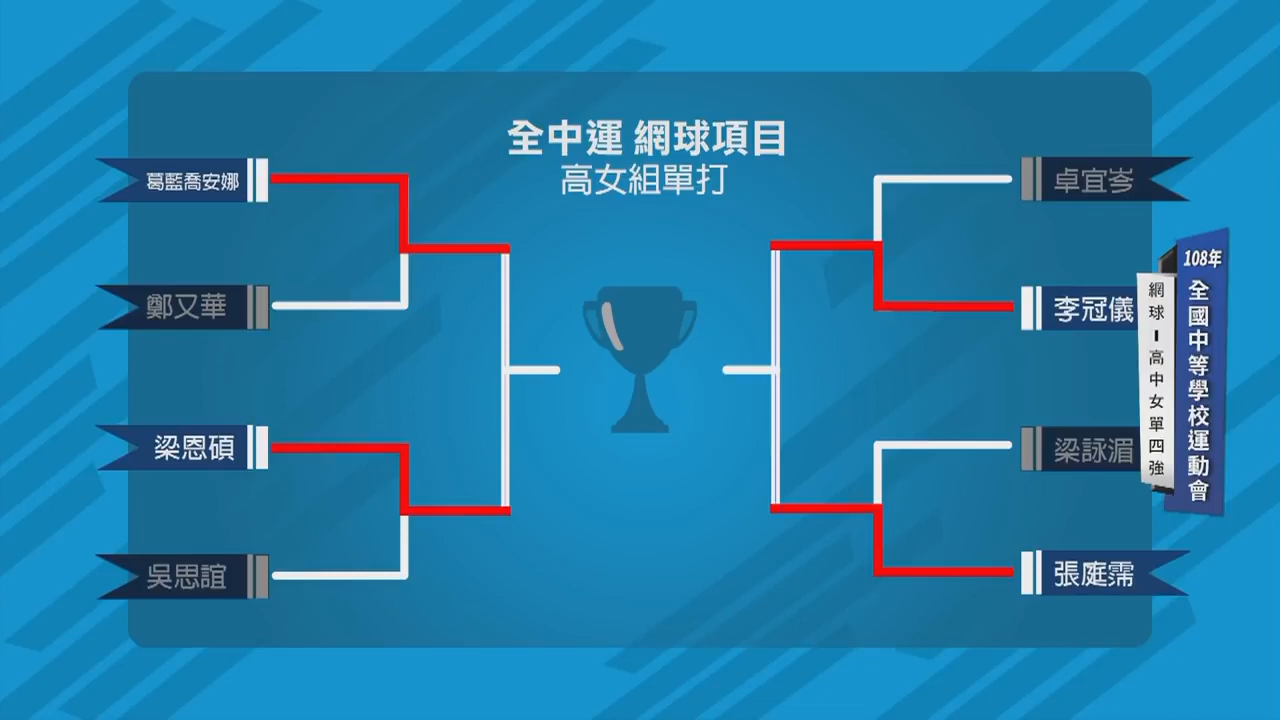 全中運 網球項目
高女組單打
葛藍喬安娜
鄭又華
梁恩碩
吳思誼
卓宜岑
李冠儀
梁詠湄
張庭霈
108年
全國中等學校運動會
網球-高中女單四強